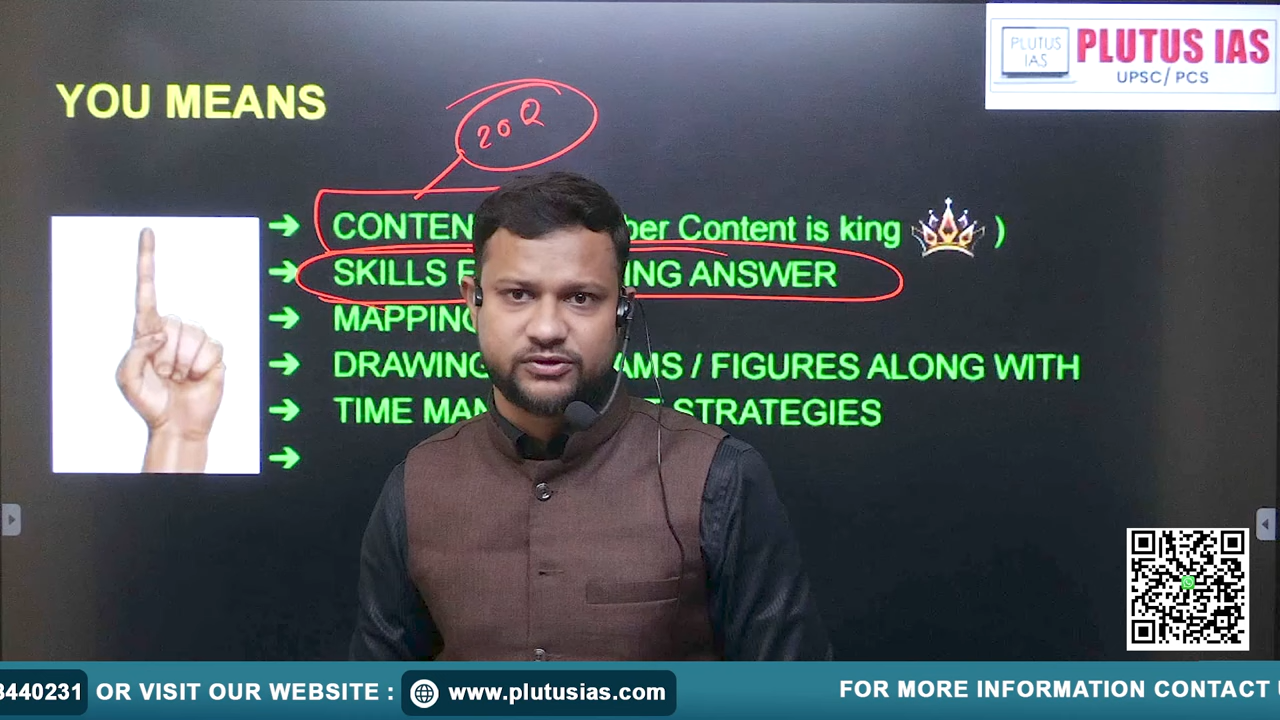 PLUTUS IAS
PLUTUS IAS
UPSC/ PCS
YOU MEANS
20 Q
➔ CONTEN ber Content is king )
➔ SKILLS F ING ANSWER
➔ MAPPING
➔ DRAWING AMS / FIGURES ALONG WITH
➔ TIME MAN T STRATEGIES
➔
8440231 OR VISIT OUR WEBSITE : www.plutusias.com FOR MORE INFORMATION CONTACT